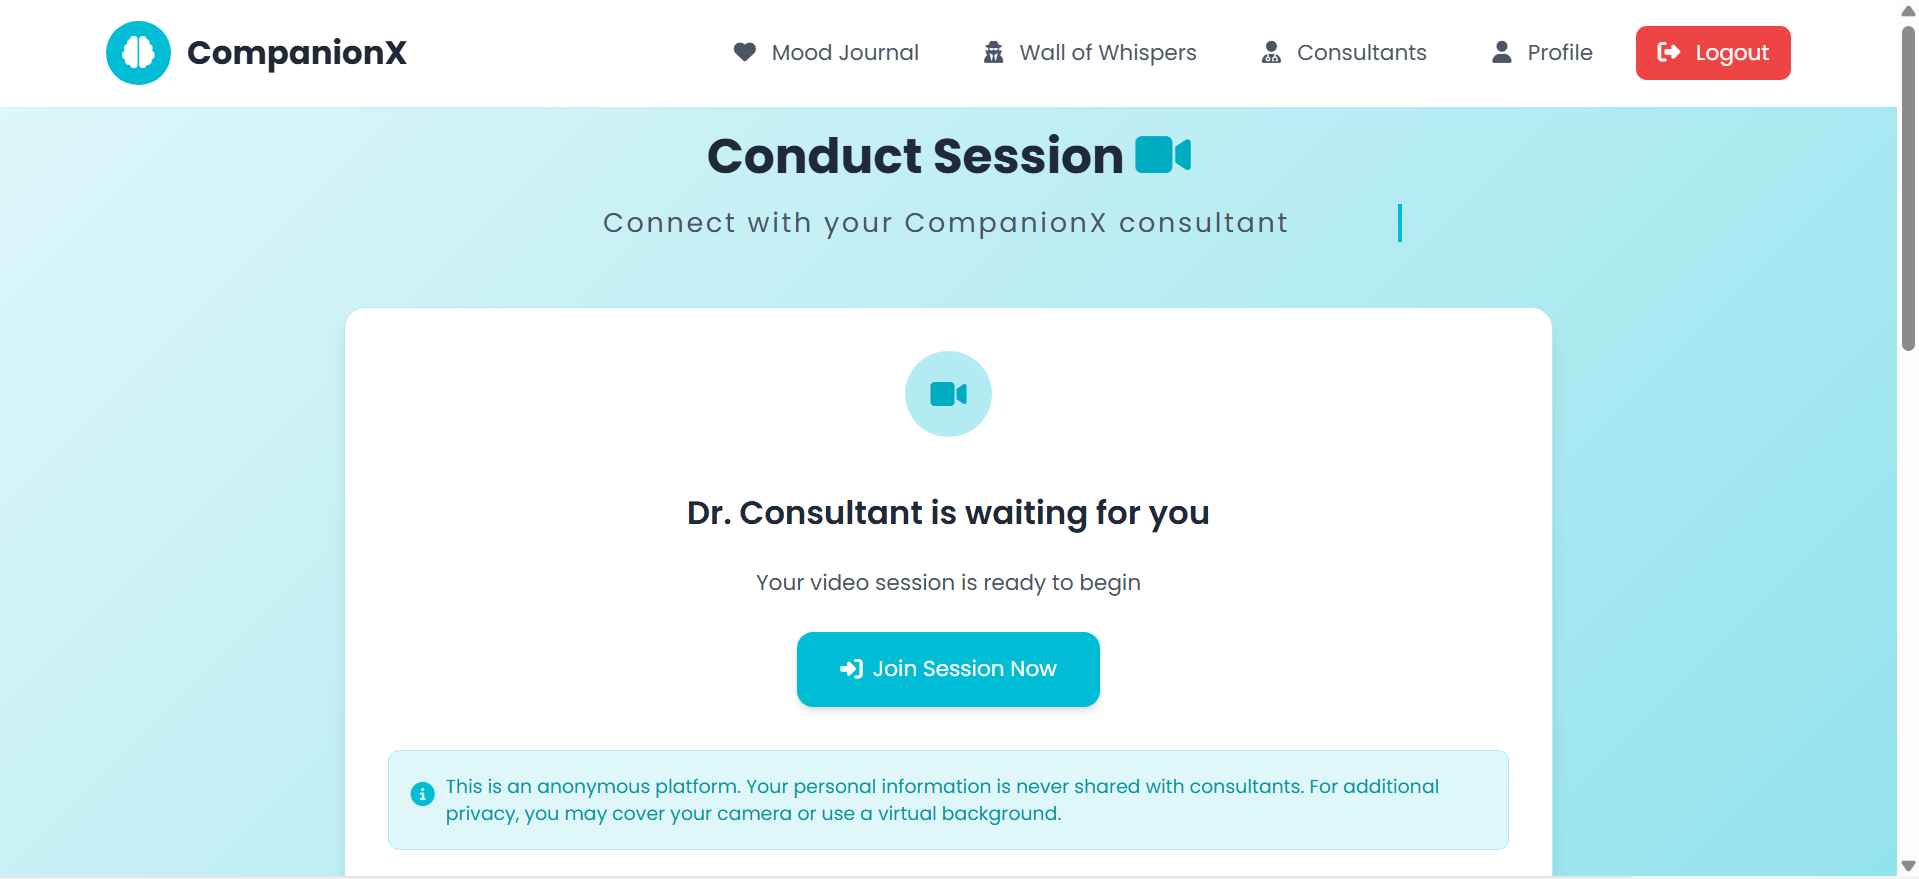 CompanionX
Mood Journal
Wall of Whispers
Consultants
Profile
Logout
Conduct Session
Connect with your CompanionX consultant
Dr. Consultant is waiting for you
Your video session is ready to begin
Join Session Now
This is an anonymous platform. Your personal information is never shared with consultants. For additional
privacy, you may cover your camera or use a virtual background.